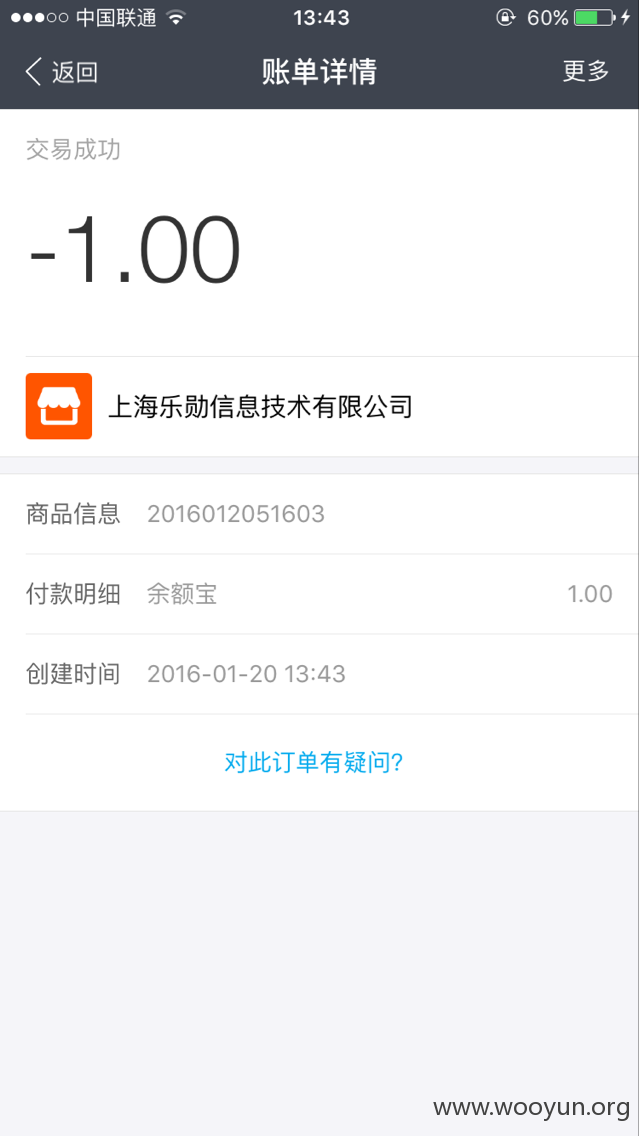 中国联通 13:43 60%
返回 账单详情 更多
交易成功
-1.00
上海乐勋信息技术有限公司
商品信息 2016012051603
付款明细 余额宝 1.00
创建时间 2016-01-20 13:43
对此订单有疑问?
www.wooyun.org